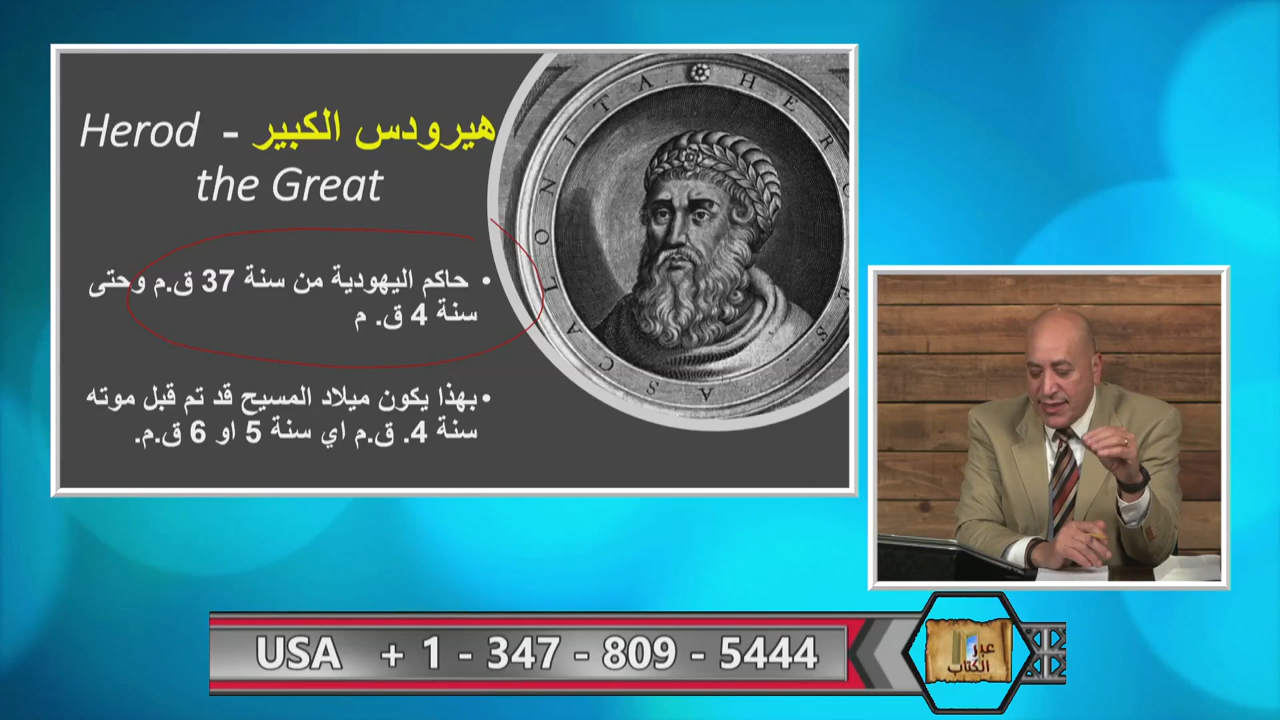 هيرودس الكبير - Herod
the Great
• حاكم اليهودية من سنة 37 ق.م وحتى
سنة 4 ق. م
• بهذا يكون ميلاد المسيح قد تم قبل موته
سنة 4. ق.م اي سنة 5 او 6 ق.م.
USA + 1 - 347 - 809 - 5444
عبر
الكتاب